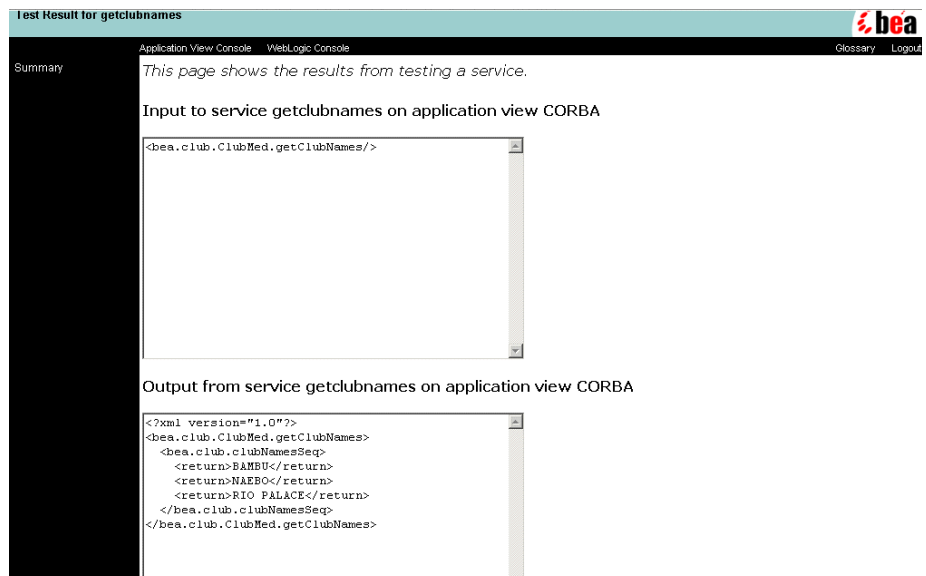 Test Result for getclubnames
bea
Application View Console WebLogic Console Glossary Logout
Summary
This page shows the results from testing a service.
Input to service getclubnames on application view CORBA
<bea.club.ClubMed.getClubNames/>
Output from service getclubnames on application view CORBA
<?xml version="1.0"?>
<bea.club.ClubMed.getClubNames>
<bea.club.clubNamesSeq>
<return>BAMBU</return>
<return>NAEBO</return>
<return>RIO PALACE</return>
</bea.club.clubNamesSeq>
</bea.club.ClubMed.getClubNames>